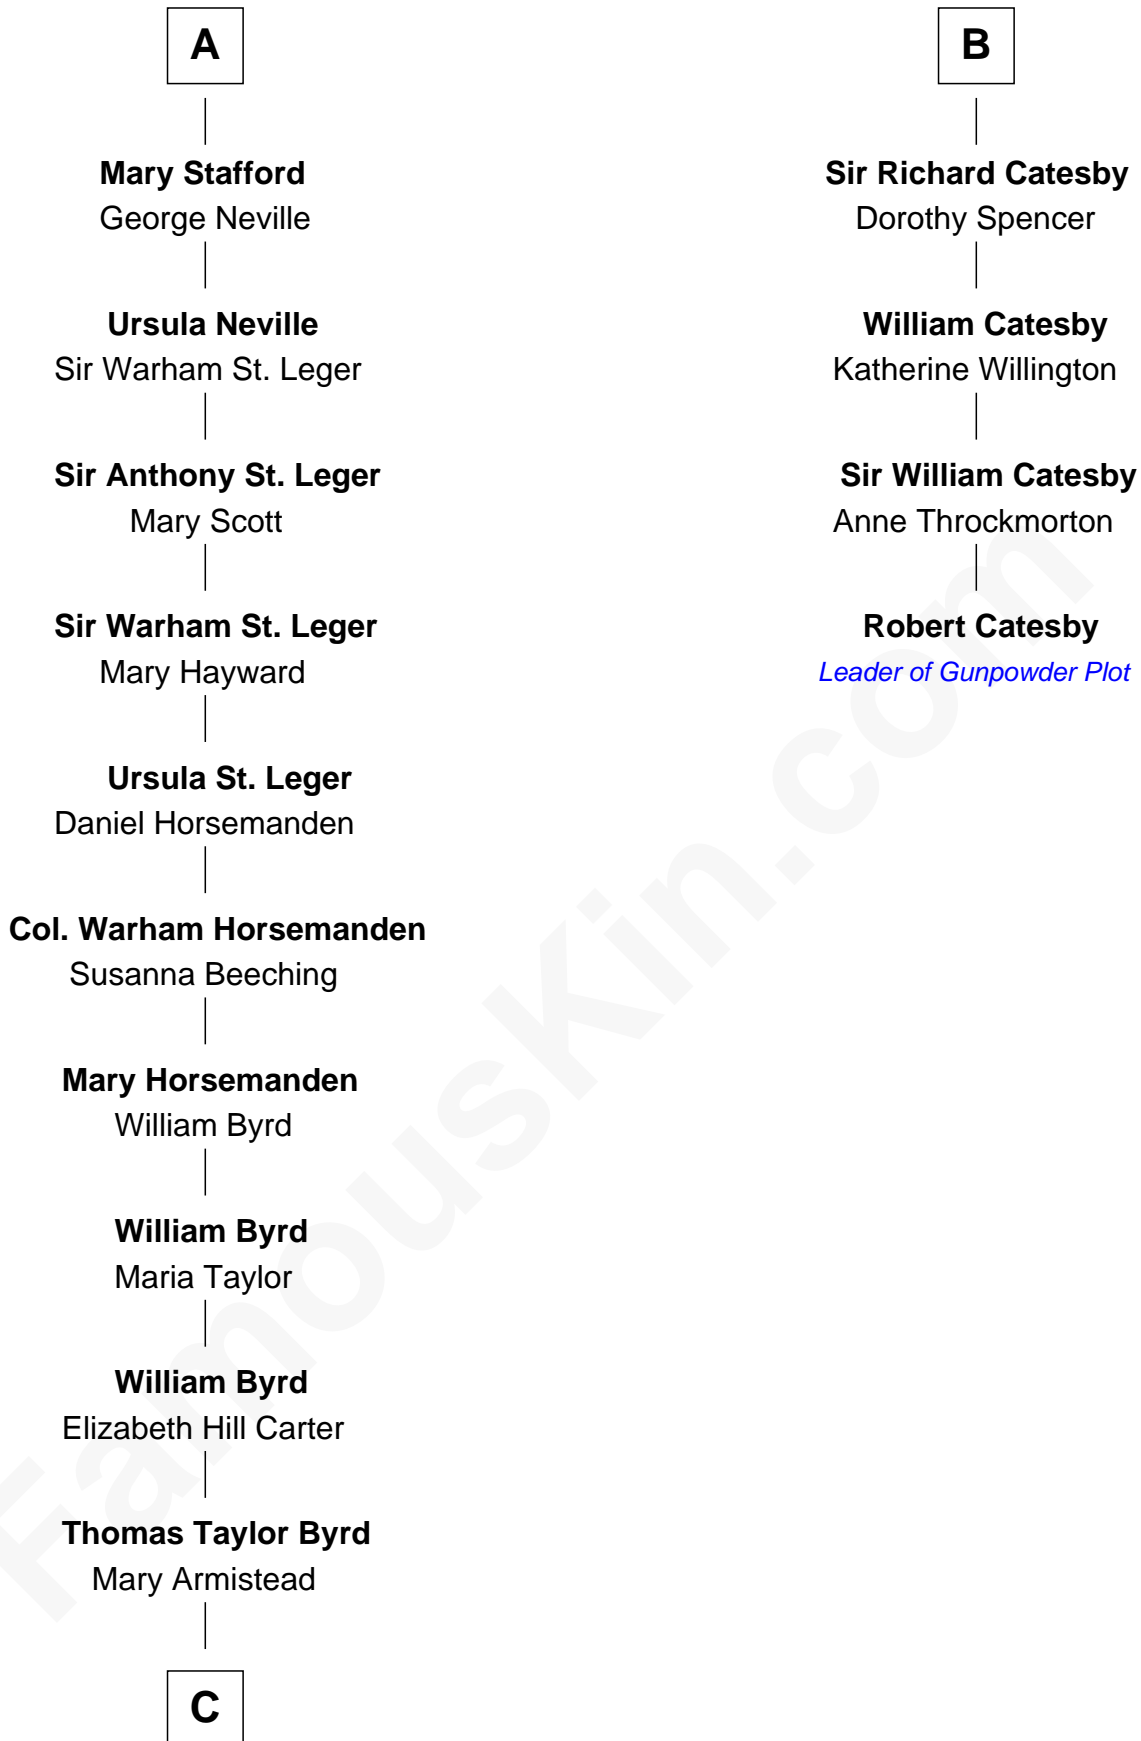 A
Mary Stafford
George Neville
Ursula Neville
Sir Warham St. Leger
Sir Anthony St. Leger
Mary Scott
Sir Warham St. Leger
Mary Hayward
Ursula St. Leger
Daniel Horsemanden
Col. Warham Horsemanden
Susanna Beeching
Mary Horsemanden
William Byrd
William Byrd
Maria Taylor
William Byrd
Elizabeth Hill Carter
Thomas Taylor Byrd
Mary Armistead
C
B
Sir Richard Catesby
Dorothy Spencer
William Catesby
Katherine Willington
Sir William Catesby
Anne Throckmorton
Robert Catesby
Leader of Gunpowder Plot
FamousKin.com